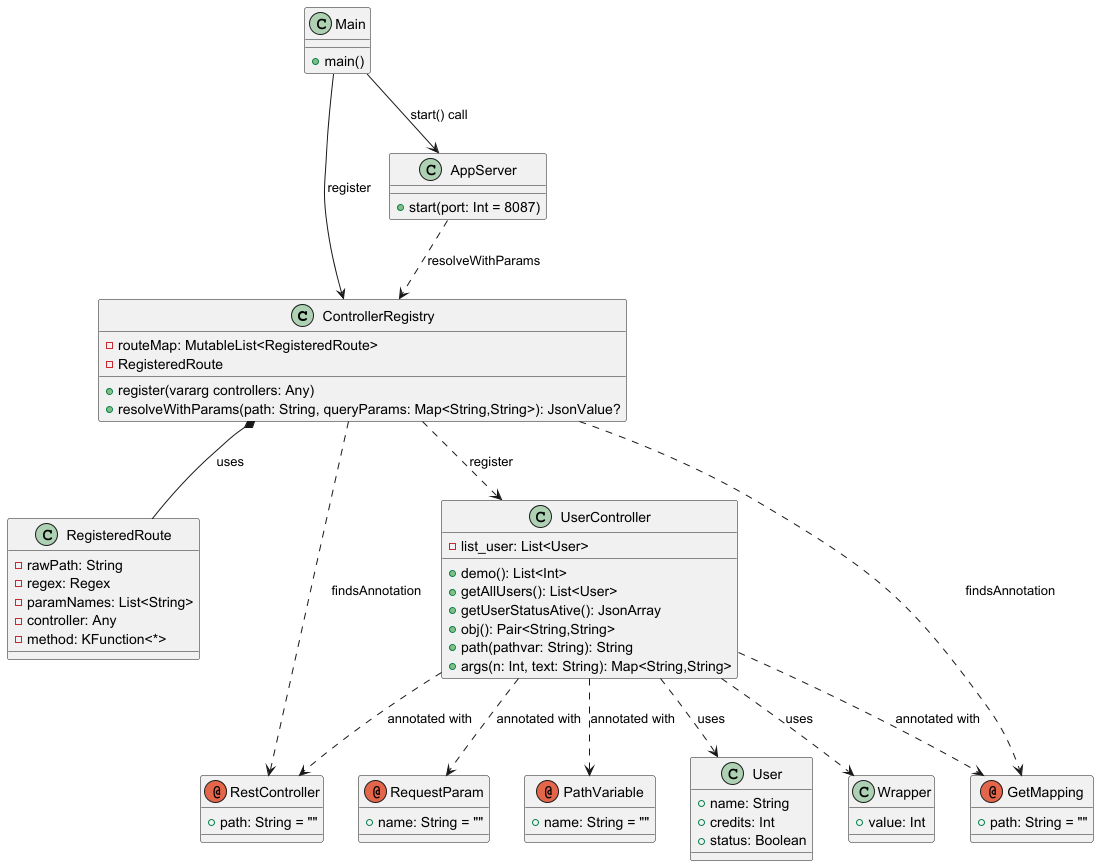 C Main
+ main()
start() call
C AppServer
register
start(port: Int = 8087)
resolveWithParams
C ControllerRegistry
routeMap: MutableList<RegisteredRoute>
RegisteredRoute
register(vararg controllers: Any)
resolveWithParams(path: String, queryParams: Map<String,String>): JsonValue?
uses
register
C UserController
C RegisteredRoute
list_user: List<User>
rawPath: String
regex: Regex
paramNames: List<String>
controller: Any
method: KFunction<*>
demo(): List<Int>
getAllUsers(): List<User>
getUserStatusAtive(): JsonArray
obj(): Pair<String,String>
path(pathvar: String): String
args(n: Int, text: String): Map<String,String>
findsAnnotation
findsAnnotation
annotated with
annotated with
annotated with
uses
uses
annotated with
@ RestController
path: String = ""
@ RequestParam
name: String = ""
@ PathVariable
name: String = ""
C User
name: String
credits: Int
status: Boolean
C Wrapper
value: Int
@ GetMapping
path: String = ""